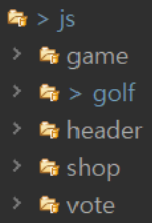 > js
> game
> > golf
> header
> shop
> vote